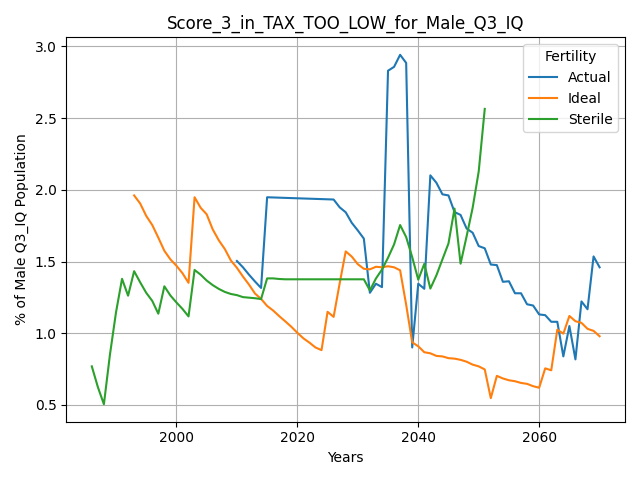 Score_3_in_TAX_TOO_LOW_for_Male_Q3_IQ
% of Male Q3_IQ Population
3.0
2.5
2.0
1.5
1.0
0.5
Fertility
Actual
Ideal
Sterile
2000
2020
2040
2060
Years